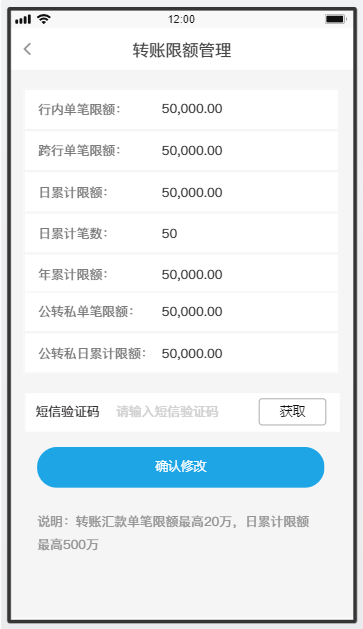 12:00
转账限额管理
行内单笔限额： 50,000.00
跨行单笔限额： 50,000.00
日累计限额： 50,000.00
日累计笔数： 50
年累计限额： 50,000.00
公转私单笔限额： 50,000.00
公转私日累计限额： 50,000.00
短信验证码 请输入短信验证码 获取
确认修改
说明：转账汇款单笔限额最高20万，日累计限额
最高500万